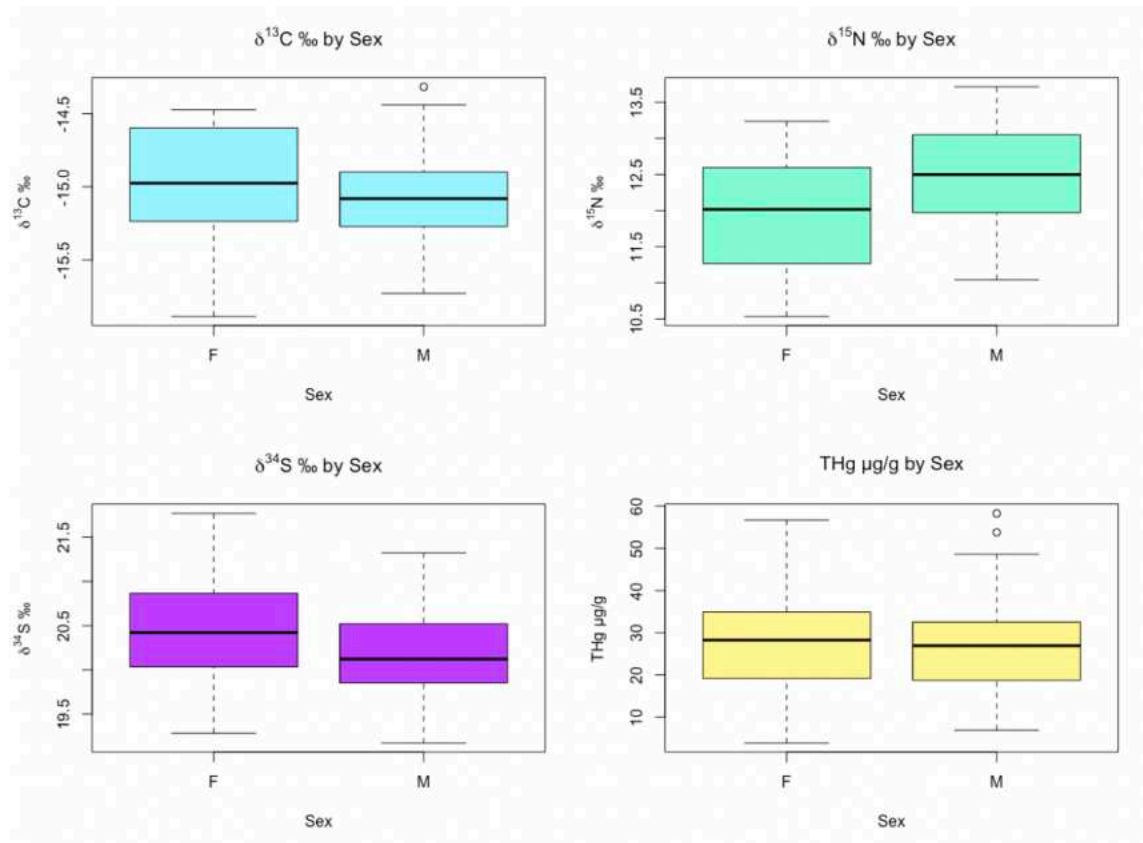 δ¹³C ‰ by Sex
δ¹³C ‰
-14.5
-15.0
-15.5
F
M
Sex
δ¹⁵N ‰ by Sex
δ¹⁵N ‰
13.5
12.5
11.5
10.5
F
M
Sex
δ³⁴S ‰ by Sex
δ³⁴S ‰
21.5
20.5
19.5
F
M
Sex
THg µg/g by Sex
THg µg/g
60
50
40
30
20
10
F
M
Sex